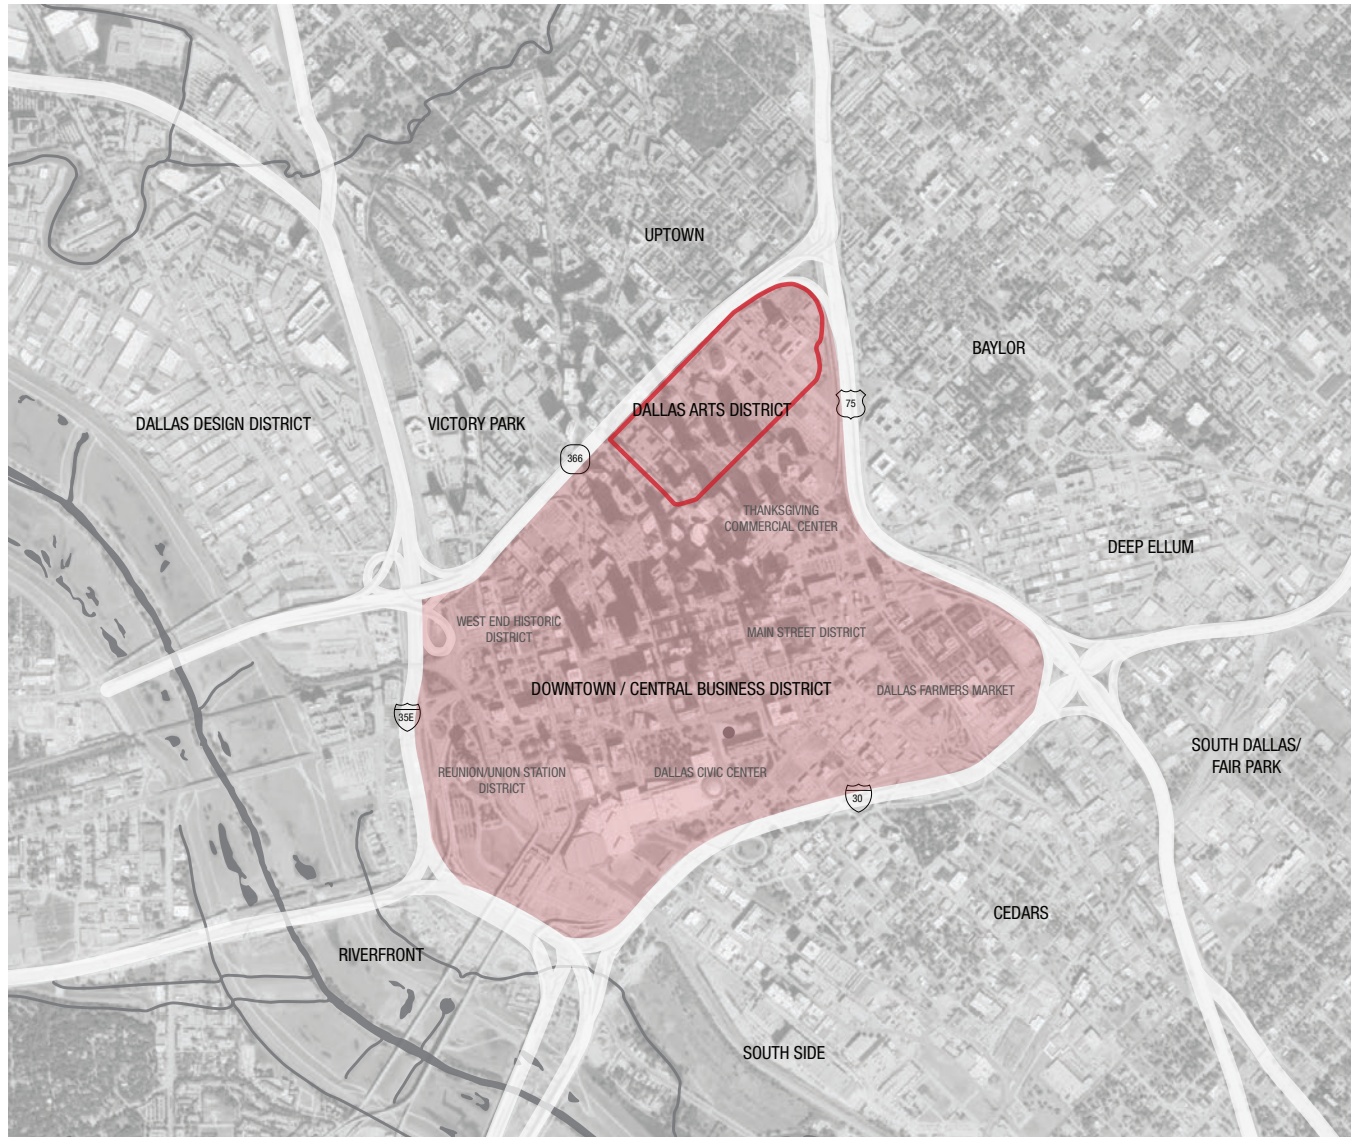 UPTOWN
BAYLOR
DALLAS DESIGN DISTRICT
VICTORY PARK
DALLAS ARTS DISTRICT
75
366
THANKSGIVING
COMMERCIAL CENTER
DEEP ELLUM
WEST END HISTORIC
DISTRICT
MAIN STREET DISTRICT
DOWNTOWN / CENTRAL BUSINESS DISTRICT
DALLAS FARMERS MARKET
35E
SOUTH DALLAS/
FAIR PARK
REUNION/UNION STATION
DISTRICT
DALLAS CIVIC CENTER
30
CEDARS
RIVERFRONT
SOUTH SIDE